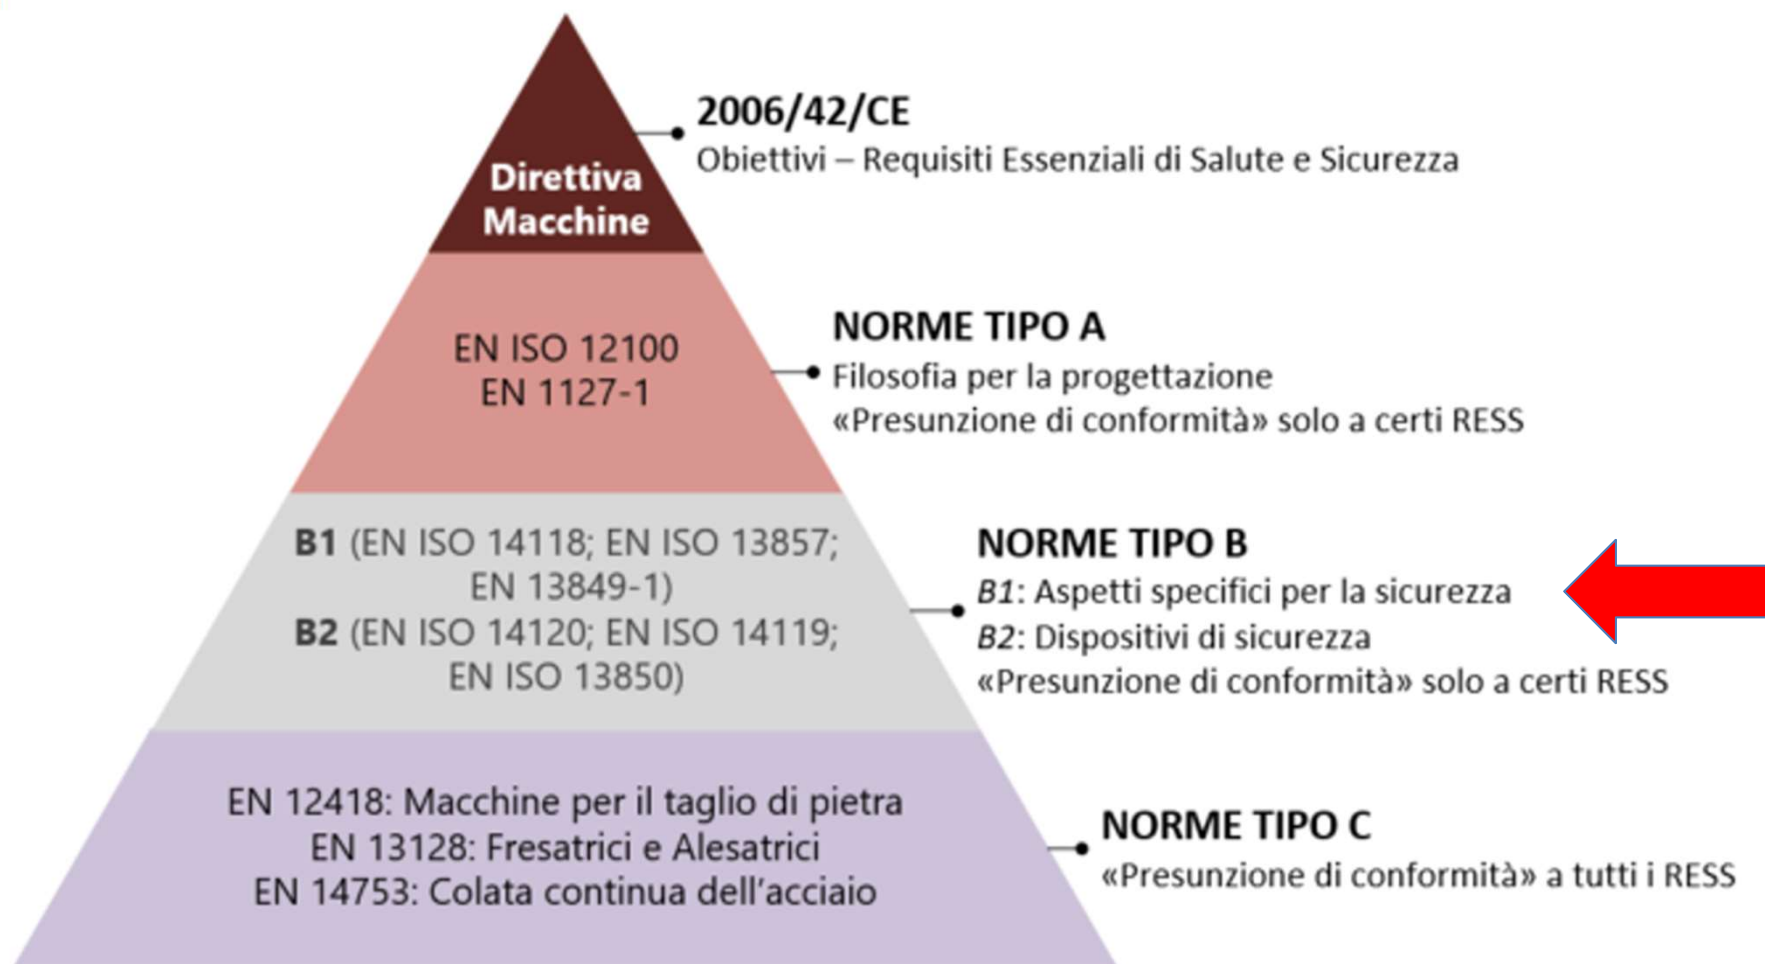 2006/42/CE
Obiettivi – Requisiti Essenziali di Salute e Sicurezza
Direttiva
Macchine
EN ISO 12100
EN 1127-1
NORME TIPO A
Filosofia per la progettazione
«Presunzione di conformità» solo a certi RESS
B1 (EN ISO 14118; EN ISO 13857;
EN 13849-1)
B2 (EN ISO 14120; EN ISO 14119;
EN ISO 13850)
NORME TIPO B
B1: Aspetti specifici per la sicurezza
B2: Dispositivi di sicurezza
«Presunzione di conformità» solo a certi RESS
EN 12418: Macchine per il taglio di pietra
EN 13128: Fresatrici e Alesatrici
EN 14753: Colata continua dell’acciaio
NORME TIPO C
«Presunzione di conformità» a tutti i RESS